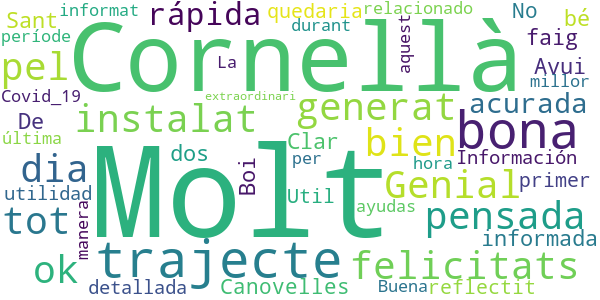 Sant
informat
rápida
quedaria
relacionado
No
bé
període
Cornellà
durant
aquest
faig
pel
La
Avui
millor
Covid_19
extraordinari
De
instalat
generat
acurada
última
Molt
Clar
bien
bona
dia
dos
Boi
per
hora
Información
utilidad
Util
Genial
primer
tot
manera
ayudas
pensada
informada
ok
trajecte
felicitats
detallada
Canovelles
Buena
reflectit